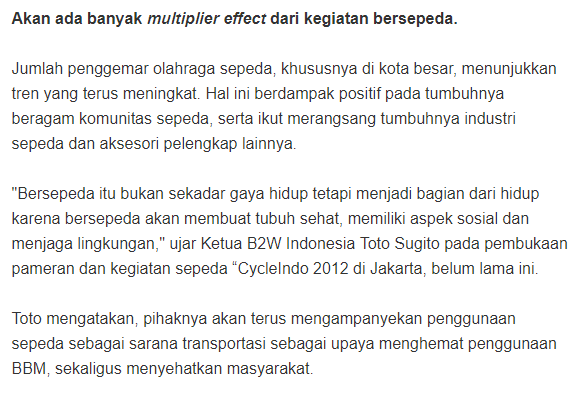 Akan ada banyak multiplier effect dari kegiatan bersepeda.
Jumlah penggemar olahraga sepeda, khususnya di kota besar, menunjukkan
tren yang terus meningkat. Hal ini berdampak positif pada tumbuhnya
beragam komunitas sepeda, serta ikut merangsang tumbuhnya industri
sepeda dan aksesori pelengkap lainnya.
"Bersepeda itu bukan sekadar gaya hidup tetapi menjadi bagian dari hidup
karena bersepeda akan membuat tubuh sehat, memiliki aspek sosial dan
menjaga lingkungan," ujar Ketua B2W Indonesia Toto Sugito pada pembukaan
pameran dan kegiatan sepeda “CycleIndo 2012 di Jakarta, belum lama ini.
Toto mengatakan, pihaknya akan terus mengampanyekan penggunaan
sepeda sebagai sarana transportasi sebagai upaya menghemat penggunaan
BBM, sekaligus menyehatkan masyarakat.